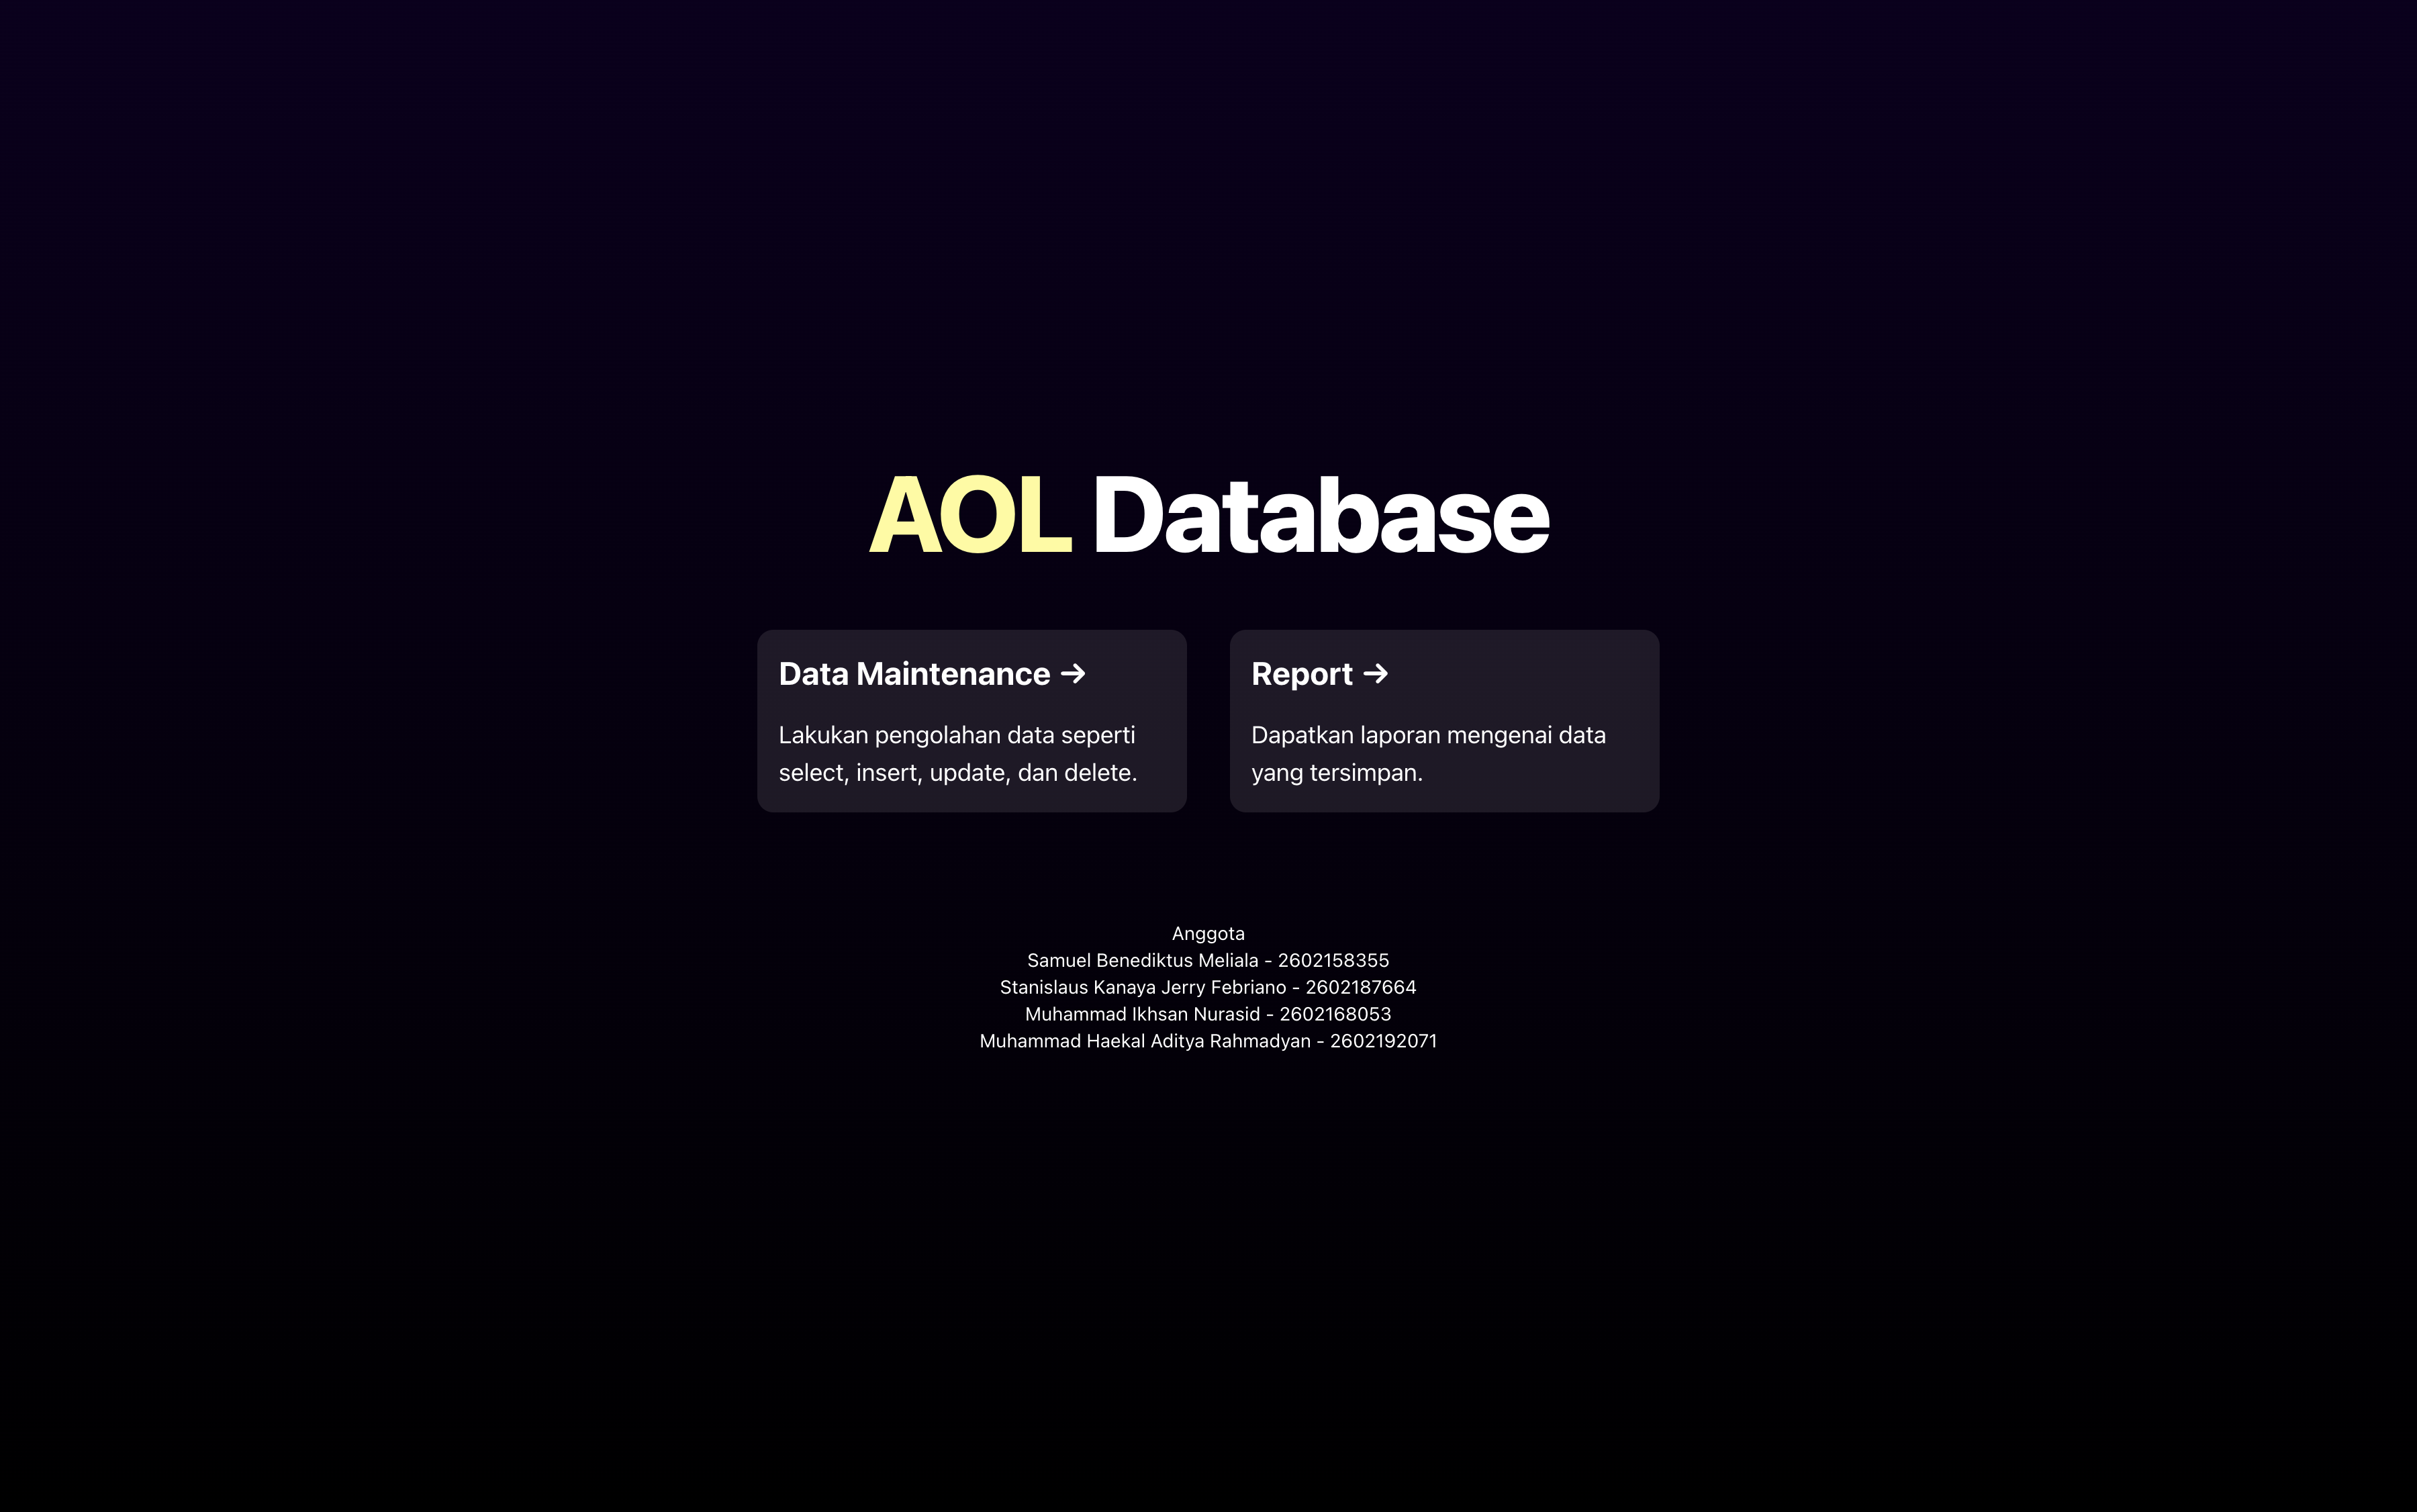 AOL Database
Data Maintenance →
Lakukan pengolahan data seperti
select, insert, update, dan delete.
Report →
Dapatkan laporan mengenai data
yang tersimpan.
Anggota
Samuel Benediktus Meliala - 2602158355
Stanislaus Kanaya Jerry Febriano - 2602187664
Muhammad Ikhsan Nurasid - 2602168053
Muhammad Haekal Aditya Rahmadyan - 2602192071